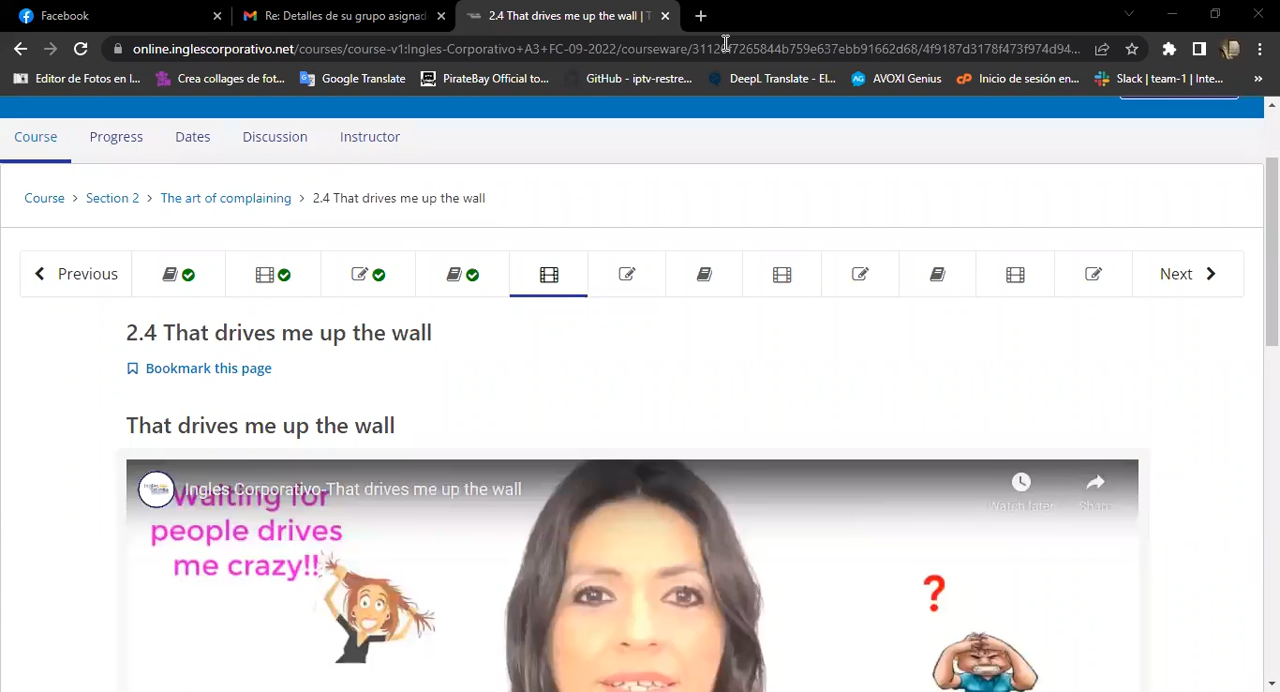 Facebook
Re: Detalles de su grupo asignad
2.4 That drives me up the wall | T
online.inglescorporativo.net/courses/course-v1:Ingles-Corporativo+A3+FC-09-2022/courseware/
Editor de Fotos en l...
Crea collages de fot...
Google Translate
PirateBay Official to...
GitHub - iptv-restre...
DeepL Translate - El...
AVOXI Genius
Inicio de sesión en...
Slack | team-1 | Inte...
»
Course
Progress
Dates
Discussion
Instructor
Course > Section 2 > The art of complaining > 2.4 That drives me up the wall
Previous
Next
2.4 That drives me up the wall
Bookmark this page
That drives me up the wall
Ingles Corporativo-That drives me up the wall
Watch later
Share
Waiting for
people drives
me crazy!!
?